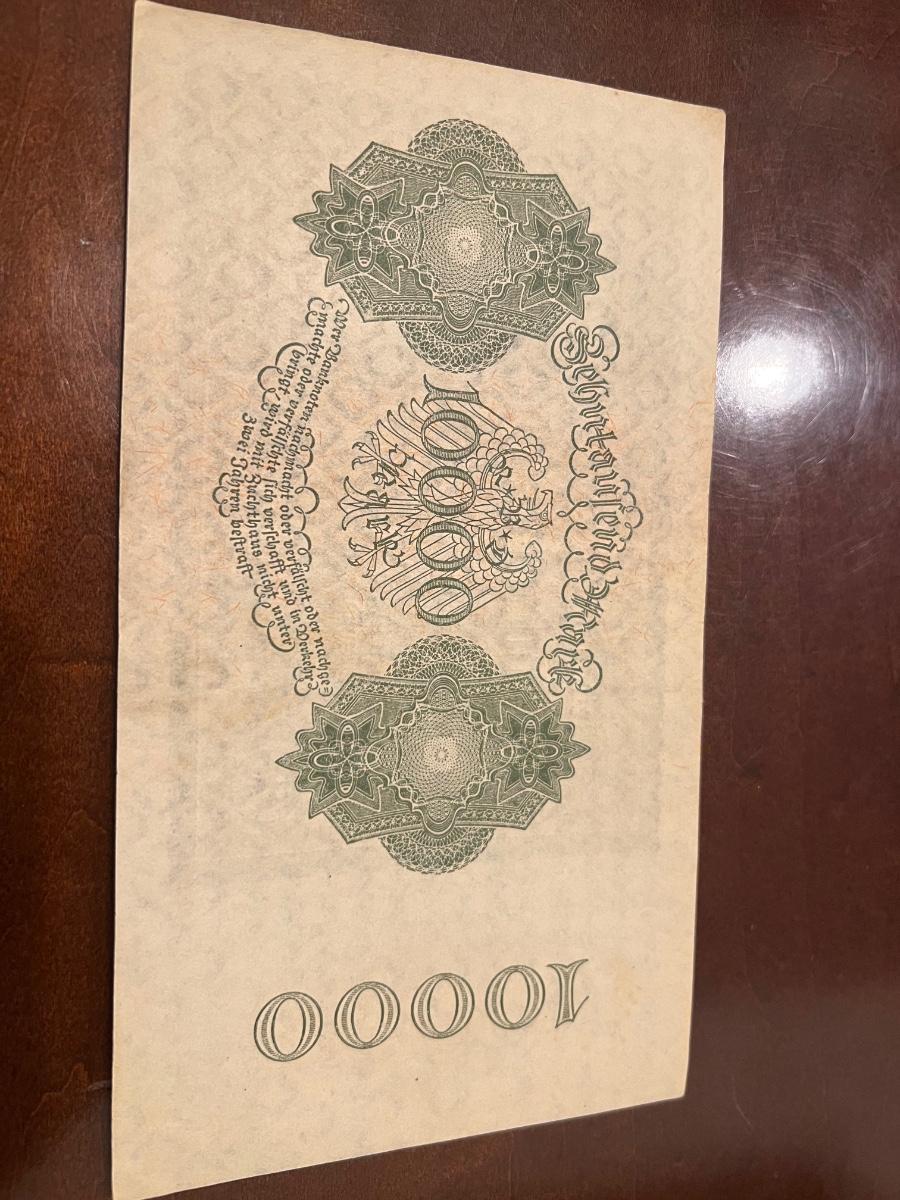 Zehntausend Mark
10000
Wer Banknoten nachmacht oder verfälscht oder nachge=
machte oder verfälschte sich verschafft und in Verkehr
bringt, wird mit Zuchthaus nicht unter
Zwei Jahren bestraft
10000